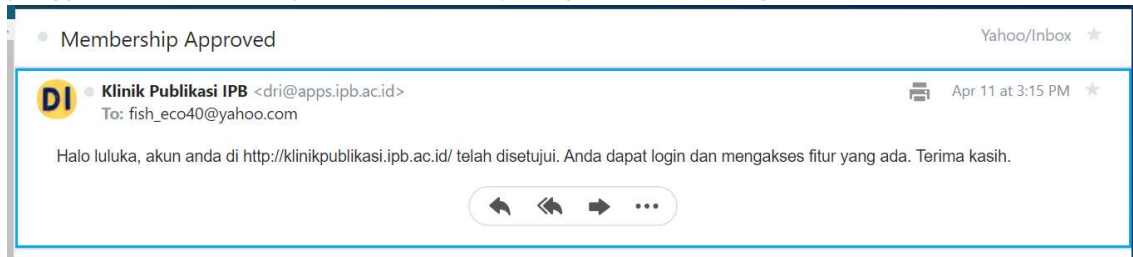 Membership Approved
Yahoo/Inbox
DI
Klinik Publikasi IPB <dri@apps.ipb.ac.id>
Apr 11 at 3:15 PM
To: fish_eco40@yahoo.com
Halo luluka, akun anda di http://klinikpublikasi.ipb.ac.id/ telah disetujui. Anda dapat login dan mengakses fitur yang ada. Terima kasih.